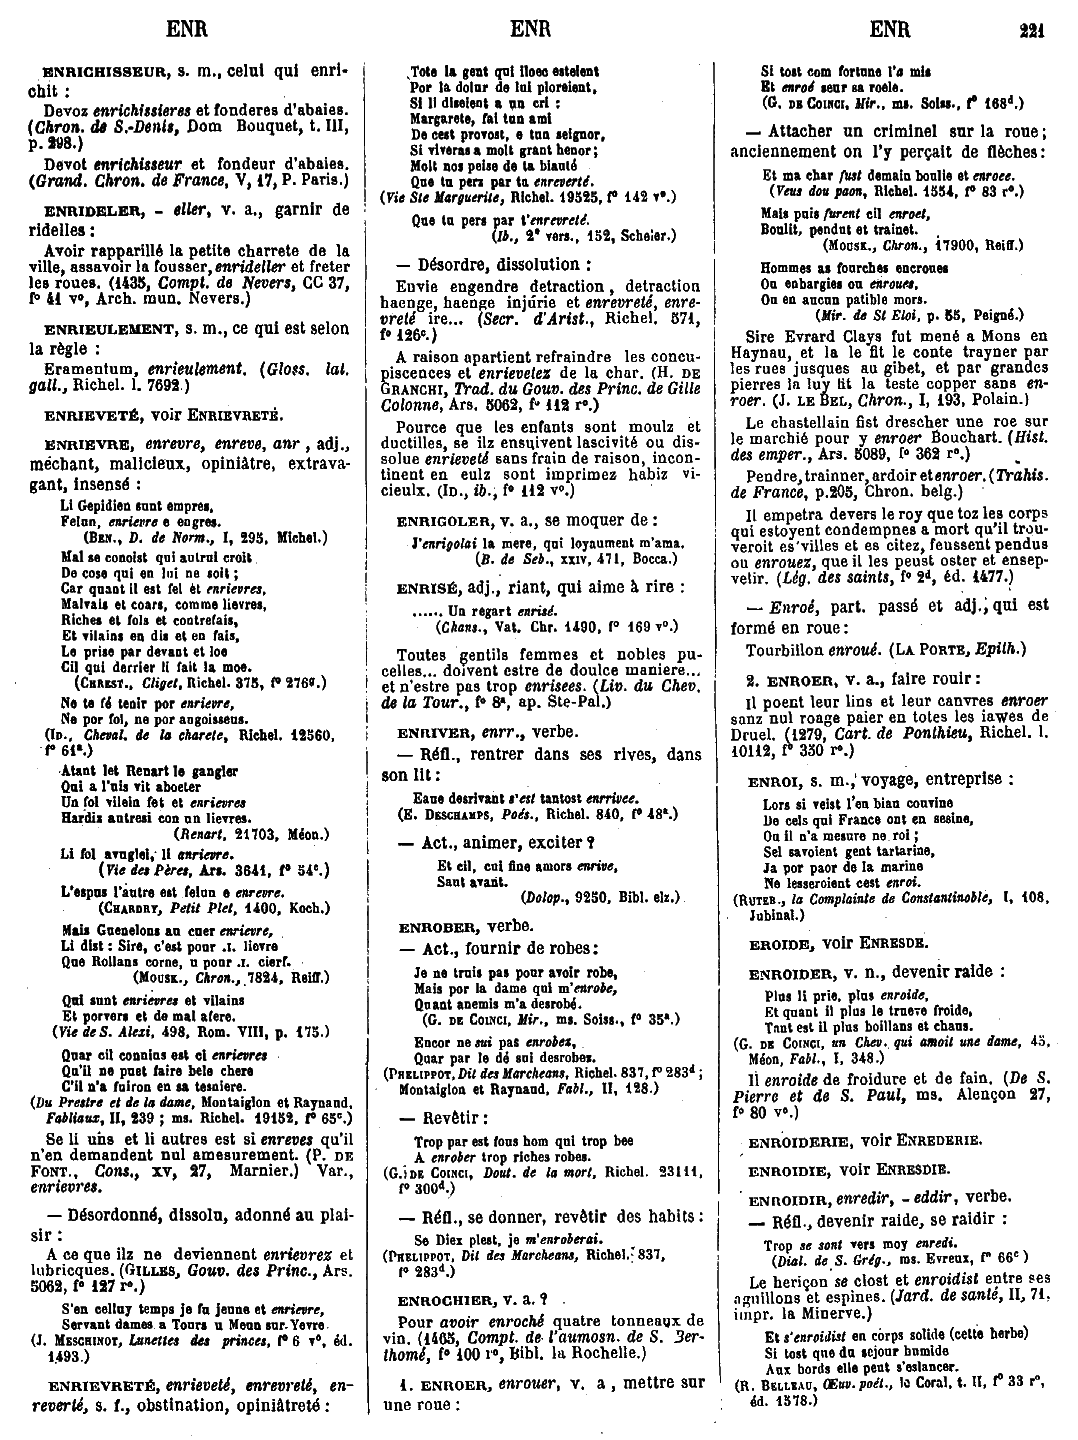 ENR
ENR
ENR
221
ENRICHISSEUR, s. m., celui qui enri-
chit :
Devoz enrichissieres et fonderes d'abaies.
(Chron. de S.-Denis, Dom Bouquet, t. III,
p. 298.)
Devot enrichisseur et fondeur d'abaies.
(Grand. Chron. de France, V, 17, P. Paris.)
ENRIDELER, - eller, v. a., garnir de
ridelles :
Avoir rapparillé la petite charrete de la
ville, assavoir la fousser, enrideller et freter
les roues. (1435, Compt. de Nevers, CC 37,
f° 41 v°, Arch. mun. Nevers.)
ENRIEULEMENT, s. m., ce qui est selon
la règle :
Eramentum, enrieulement. (Gloss. lat.
gall., Richel. l. 7692.)
ENRIEVETÉ, voir ENRIEVRETÉ.
ENRIEVRE, enrevre, enreve, anr , adj.,
méchant, malicieux, opiniâtre, extrava-
gant, insensé :
Li Gepidien sunt empres,
Felun, enrievre e engres.
(BEN., D. de Norm., I, 295, Michel.)
Mal se conoist qui autrui croit
De cose qui en lui ne soit ;
Car quant il est fel et enrievres,
Malvais et coars, comme lievres,
Riches et fols et contrefais,
Et vilains en dis et en fais,
Le prise par devant et loe
Cil qui derrier li fait la moe.
(CHREST., Cliget, Richel. 375, f° 276ᵍ.)
Ne te fé tenir por enrievre,
Ne por fol, ne por angoisseus.
(ID., Cheval. de la charete, Richel. 12560,
f° 61ᵃ.)
Atant let Renart le gangler
Qui a l'uis vit aboeter
Un fol vilein fet et enrievres
Hardis autresi con un lievres.
(Renart, 21703, Méon.)
Li fol avuglei, li anrievre.
(Vie des Pères, Ars. 3641, f° 54ᶜ.)
L'espus l'autre est felun e enrevre.
(CHARDRY, Petit Plet, 1400, Koch.)
Mais Guenelons au cuer enrievre,
Li dist : Sire, c'est pour .I. lievre
Que Rollans corne, u pour .I. cierf.
(MOUSK., Chron., 7824, Reiff.)
Qui sunt enrievres et vilains
Et porvers et de mal afere.
(Vie de S. Alexi, 498, Rom. VIII, p. 175.)
Quar cil connius est ci enrievres
Qu'il ne puet faire bele chere
C'il n'a fuiron en sa tesniere.
(Du Prestre et de la dame, Montaiglon et Raynaud,
Fabliaux, II, 239 ; ms. Richel. 19152, f° 65ᶜ.)
Se li uns et li autres est si enreves qu'il
n'en demandent nul amesurement. (P. DE
FONT., Cons., XV, 27, Marnier.) Var.,
enrievres.
— Désordonné, dissolu, adonné au plai-
sir :
A ce que ilz ne deviennent enrievrez et
lubricques. (GILLES, Gouv. des Princ., Ars.
5062, f° 127 r°.)
S'en celluy temps je fu jeune et enrievre,
Servant dames a Tours u Meun sur Yevre
(J. MESCHINOT, Lunettes des princes, f° 6 v°, éd.
1493.)
ENRIEVRETÉ, enrieveté, enrevreté, en-
reverté, s. f., obstination, opiniâtreté :
Tote la gent qui iloec esteient
Por la dolur de lui ploreient,
Si li diseient a un cri :
Margarete, fai tun ami
De cest provost, e tun seignor,
Si viveras a molt grant henor ;
Molt nos peise de ta biauté
Que tu pers par ta enreverté.
(Vie Ste Marguerite, Richel. 19525, f° 142 v°.)
Que tu pers par t'enrevreté.
(Ib., 2ᵉ vers., 152, Scheler.)
— Désordre, dissolution :
Envie engendre detraction , detraction
haenge, haenge injurie et enrevreté, enre-
vreté ire... (Secr. d'Arist., Richel. 571,
f° 126ᶜ.)
A raison apartient refraindre les concu-
piscences et enrievetez de la char. (H. DE
GRANCHI, Trad. du Gouv. des Princ. de Gille
Colonne, Ars. 5062, f° 112 r°.)
Pource que les enfants sont moulz et
ductilles, se ilz ensuivent lascivité ou dis-
solue enrieveté sans frain de raison, incon-
tinent en eulz sont imprimez habiz vi-
cieulx. (ID., ib., f° 112 v°.)
ENRIGOLER, v. a., se moquer de :
J'enrigolai la mere, qui loyaument m'ama.
(B. de Seb., XXIV, 471, Bocca.)
ENRISÉ, adj., riant, qui aime à rire :
...... Un regart enrisé.
(Chans., Vat. Chr. 1490, f° 169 v°.)
Toutes gentils femmes et nobles pu-
celles... doivent estre de doulce maniere...
et n'estre pas trop enrisees. (Liv. du Chev.
de la Tour., f° 8ᵃ, ap. Ste-Pal.)
ENRIVER, enrr., verbe.
— Réfl., rentrer dans ses rives, dans
son lit :
Eaue desrivant s'est tantost enrrivee.
(E. DESCHAMPS, Poés., Richel. 840, f° 48ᵃ.)
— Act., animer, exciter ?
Et cil, cui fine amors enrive,
Saut avant.
(Dolop., 9250, Bibl. elz.)
ENROBER, verbe.
— Act., fournir de robes :
Je ne truis pas pour avoir robe,
Mais por la dame qui m'enrobe,
Quant anemis m'a desrobé.
(G. DE COINCI, Mir., ms. Soiss., f° 35ᵃ.)
Encor ne sui pas enrobez,
Quar par le dé sui desrobez.
(PHELIPPOT, Dit des Marcheans, Richel. 837, f° 283ᵈ ;
Montaiglon et Raynaud, Fabl., II, 128.)
— Revêtir :
Trop par est fous hom qui trop bee
A enrober trop riches robes.
(G. DE COINCI, Dout. de la mort, Richel. 23111,
f° 300ᵈ.)
— Réfl., se donner, revêtir des habits :
Se Diex plest, je m'enroberai.
(PHELIPPOT, Dit des Marcheans, Richel. 837,
f° 283ᵈ.)
ENROCHIER, v. a. ?
Pour avoir enroché quatre tonneaux de
vin. (1465, Compt. de l'aumosn. de S. Ber-
thomé, f° 100 r°, Bibl. la Rochelle.)
1. ENROER, enrouer, v. a , mettre sur
une roue :
Si tost com fortune l'a mis
Et enroé seur sa roele.
(G. DE COINCI, Mir., ms. Soiss., f° 168ᵈ.)
— Attacher un criminel sur la roue ;
anciennement on l'y perçait de flèches :
Et ma char fust demain boulie et enroee.
(Veus dou paon, Richel. 1554, f° 83 r°.)
Mais puis furent cil enroet,
Boulit, pendut et trainet.
(MOUSK., Chron., 17900, Reiff.)
Hommes as fourches encroues
Ou enbargies ou enroues,
Ou en aucun patible mors.
(Mir. de St Eloi, p. 85, Peigné.)
Sire Evrard Clays fut mené a Mons en
Haynau, et la le fit le conte trayner par
les rues jusques au gibet, et par grandes
pierres la luy fit la teste copper sans en-
roer. (J. LE BEL, Chron., I, 193, Polain.)
Le chastellain fist drescher une roe sur
le marchié pour y enroer Bouchart. (Hist.
des emper., Ars. 5089, f° 362 r°.)
Pendre, trainner, ardoir et enroer. (Trahis.
de France, p. 205, Chron. belg.)
Il empetra devers le roy que toz les corps
qui estoyent condempnes a mort qu'il trou-
veroit es villes et es citez, feussent pendus
ou enrouez, que il les peust oster et ensep-
velir. (Lég. des saints, f° 2ᵈ, éd. 1477.)
— Enroé, part. passé et adj., qui est
formé en roue :
Tourbillon enroué. (LA PORTE, Epith.)
2. ENROER, v. a., faire rouir :
Il poent leur lins et leur canvres enroer
sanz nul roage paier en totes les iawes de
Druel. (1279, Cart. de Ponthieu, Richel. l.
10112, f° 330 r°.)
ENROI, s. m., voyage, entreprise :
Lors si veist l'en bian couvine
De cels qui France ont en sesine,
Ou il n'a mesure ne roi ;
Sel savoient gent tartarine,
Ja por paor de la marine
Ne lesseroient cest enroi.
(RUTEB., la Complainte de Constantinoble, I, 108,
Jubinal.)
EROIDE, voir ENRESDE.
ENROIDER, v. n., devenir raide :
Plus li prie, plus enroide,
Et quant il plus le trueve froide,
Tant est il plus boillans et chaus.
(G. DE COINCI, un Chev. qui amoit une dame, 45,
Méon, Fabl., I, 348.)
Il enroide de froidure et de fain. (De S.
Pierre et de S. Paul, ms. Alençon 27,
f° 80 v°.)
ENROIDERIE, voir ENREDERIE.
ENROIDIE, voir ENRESDIE.
ENROIDIR, enredir, - eddir, verbe.
— Réfl., devenir raide, se raidir :
Trop se sont vers moy enredi.
(Dial. de S. Grég., ms. Evreux, f° 66ᶜ )
Le heriçon se clost et enroidist entre ses
aguillons et espines. (Jard. de santé, II, 71,
impr. la Minerve.)
Et s'enroidist en corps solide (cette herbe)
Si tost que du sejour humide
Aux bords elle peut s'eslancer.
(R. BELLEAU, Œuv. poét., le Coral, t. II, f° 33 r°,
éd. 1578.)